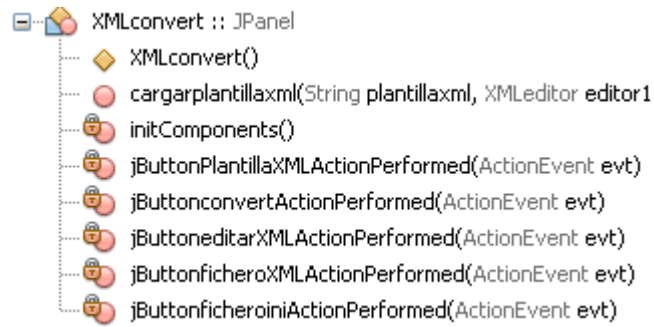 XMLconvert :: JPanel
XMLconvert()
cargarplantillaxml(String plantillaxml, XMLeditor editor1
initComponents()
jButtonPlantillaXMLActionPerformed(ActionEvent evt)
jButtonconvertActionPerformed(ActionEvent evt)
jButtoneditarXMLActionPerformed(ActionEvent evt)
jButtonficheroXMLActionPerformed(ActionEvent evt)
jButtonficheroiniActionPerformed(ActionEvent evt)